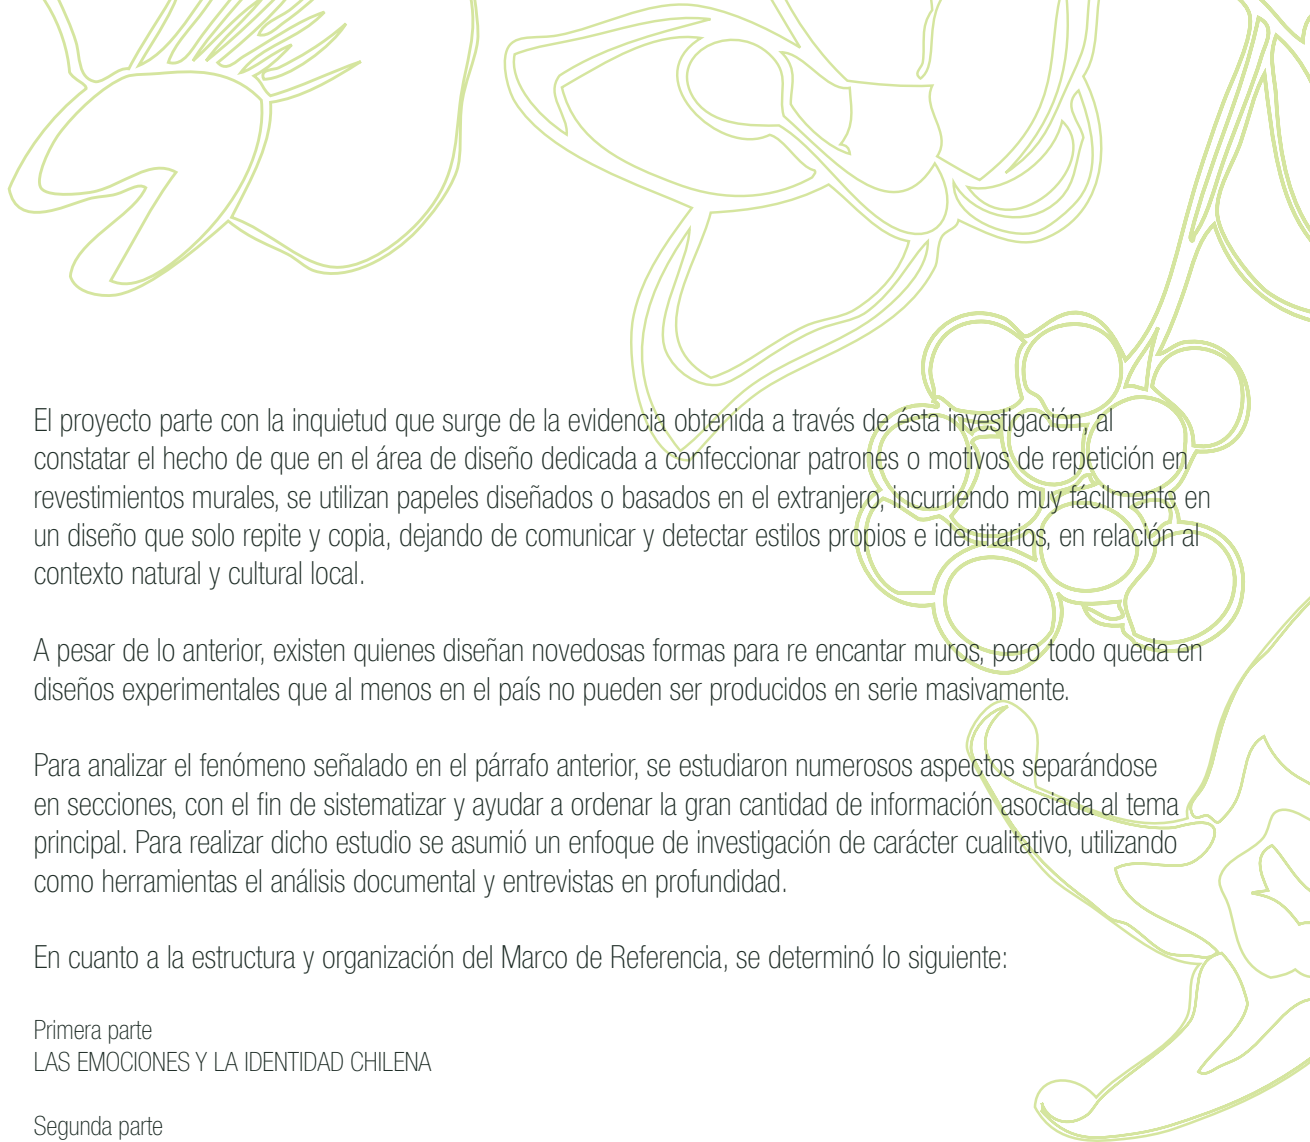 El proyecto parte con la inquietud que surge de la evidencia obtenida a través de ésta investigación, al
constatar el hecho de que en el área de diseño dedicada a confeccionar patrones o motivos de repetición en
revestimientos murales, se utilizan papeles diseñados o basados en el extranjero, incurriendo muy fácilmente en
un diseño que solo repite y copia, dejando de comunicar y detectar estilos propios e identitarios, en relación al
contexto natural y cultural local.
A pesar de lo anterior, existen quienes diseñan novedosas formas para re encantar muros, pero todo queda en
diseños experimentales que al menos en el país no pueden ser producidos en serie masivamente.
Para analizar el fenómeno señalado en el párrafo anterior, se estudiaron numerosos aspectos separándose
en secciones, con el fin de sistematizar y ayudar a ordenar la gran cantidad de información asociada al tema
principal. Para realizar dicho estudio se asumió un enfoque de investigación de carácter cualitativo, utilizando
como herramientas el análisis documental y entrevistas en profundidad.
En cuanto a la estructura y organización del Marco de Referencia, se determinó lo siguiente:
Primera parte
LAS EMOCIONES Y LA IDENTIDAD CHILENA
Segunda parte